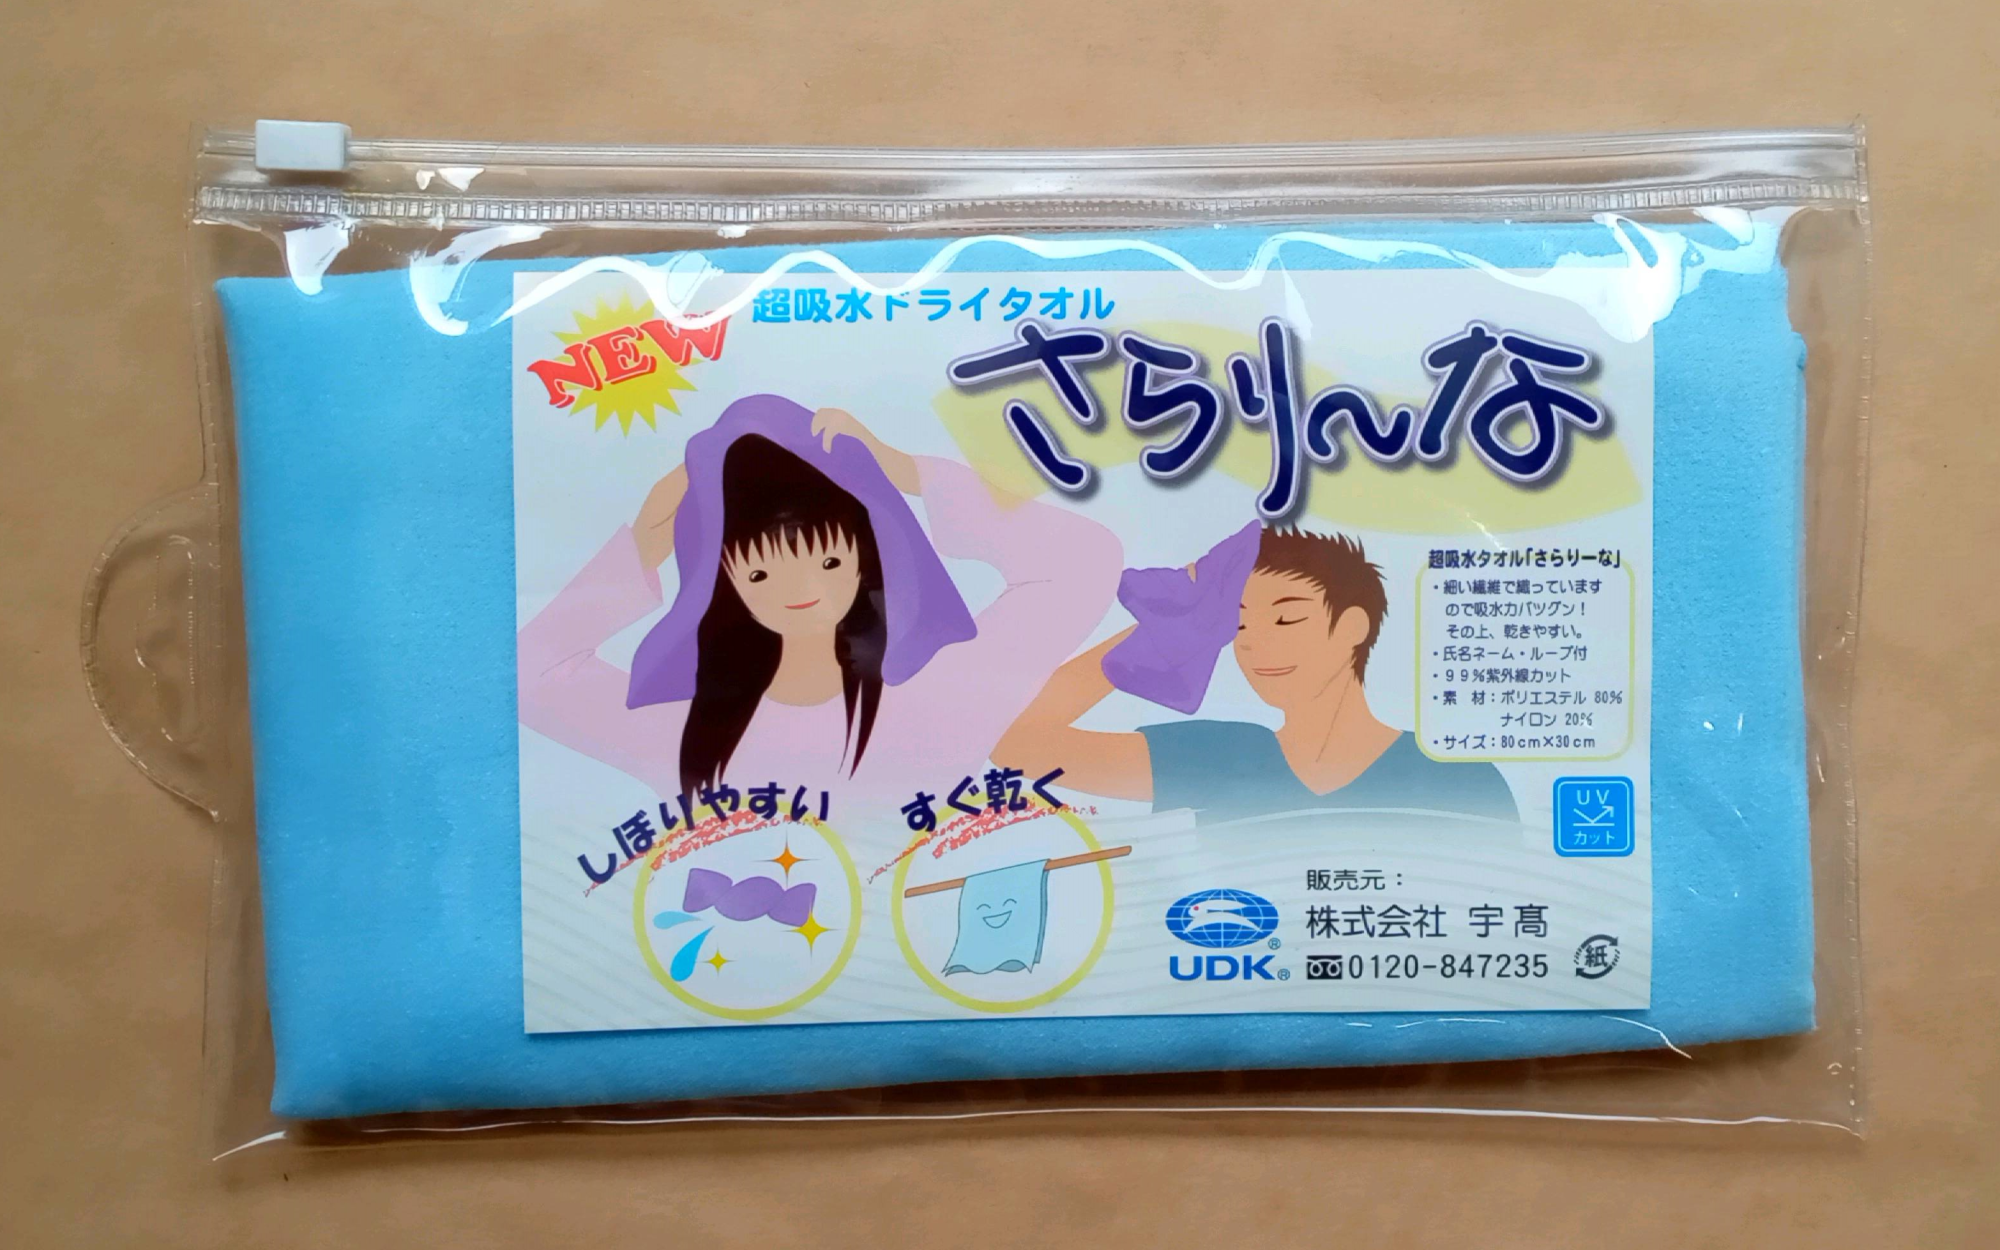 NEW
超吸水ドライタオル
さらり〜な
超吸水タオル「さらりーな」
・細い繊維で織っています
ので吸水力バツグン！
その上、乾きやすい。
・氏名ネーム・ループ付
・９９％紫外線カット
・素　材：ポリエステル 80%
ナイロン 20%
・サイズ：80cm×30cm
しぼりやすい
すぐ乾く
UV
カット
販売元：
株式会社 宇髙
UDK®
0120-847235
紙